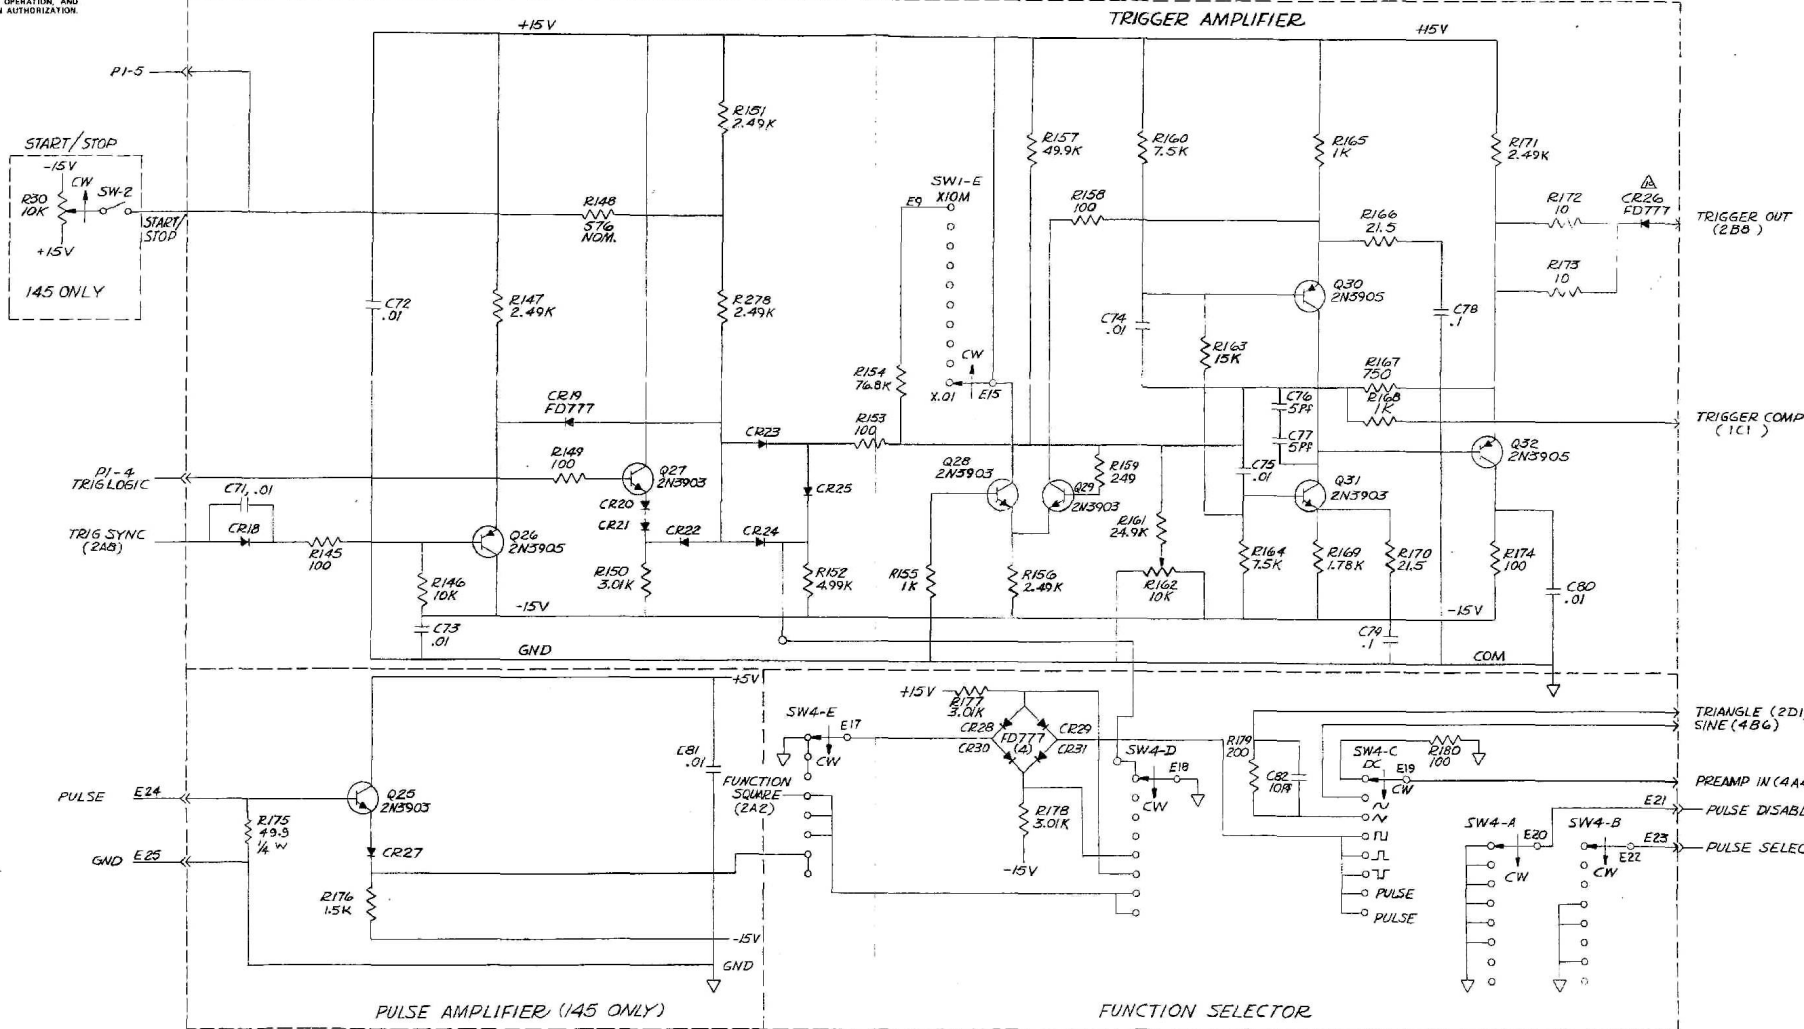 OPERATION, AND
N AUTHORIZATION.
TRIGGER AMPLIFIER
+15V
+15V
P1-5
START/STOP
-15V
CW
SW-2
R30
10K
+15V
145 ONLY
START/
STOP
R151
2.49K
R148
576
NOM.
R147
2.49K
R278
2.49K
C72
.01
CR19
FD777
R149
100
P1-4
TRIG LOGIC
C71, .01
CR18
TRIG SYNC
(2A8)
R145
100
Q26
2N3905
Q27
2N3903
CR20
CR21
CR22
CR23
CR24
CR25
R146
10K
C73
.01
R150
3.01K
R152
4.99K
-15V
GND
SW1-E
X10M
E9
R154
76.8K
R153
100
X.01
CW
E15
R157
49.9K
R158
100
R160
7.5K
R165
1K
R166
21.5
R171
2.49K
R172
10
CR26
FD777
R173
10
TRIGGER OUT
(2B8)
Q30
2N3905
C74
.01
R163
15K
C78
.1
R167
750
R168
1K
C76
5Pf
C77
5Pf
TRIGGER COMP
(1C1)
Q32
2N3905
Q28
2N3903
Q29
2N3903
R159
249
C75
.01
Q31
2N3903
R161
24.9K
R162
10K
R155
1K
R156
2.49K
R164
7.5K
R169
1.78K
R170
21.5
R174
100
C80
.01
C79
.1
-15V
COM
+5V
SW4-E
E17
CW
FUNCTION
SQUARE
(2A2)
C81
.01
PULSE E24
Q25
2N3903
R175
49.9
1/4 W
CR27
GND E25
R176
1.5K
-15V
GND
PULSE AMPLIFIER (145 ONLY)
+15V
R177
3.01K
CR28
CR29
FD777
(4)
CR30
CR31
R178
3.01K
-15V
SW4-D
E18
CW
R179
200
C82
10Pf
SW4-C
DC
E19
CW
R180
100
PULSE
PULSE
TRIANGLE (2D1
SINE (4B6)
PREAMP IN (4A4
E21
PULSE DISABL
SW4-A
E20
CW
SW4-B
E22
CW
E23
PULSE SELEC
FUNCTION SELECTOR